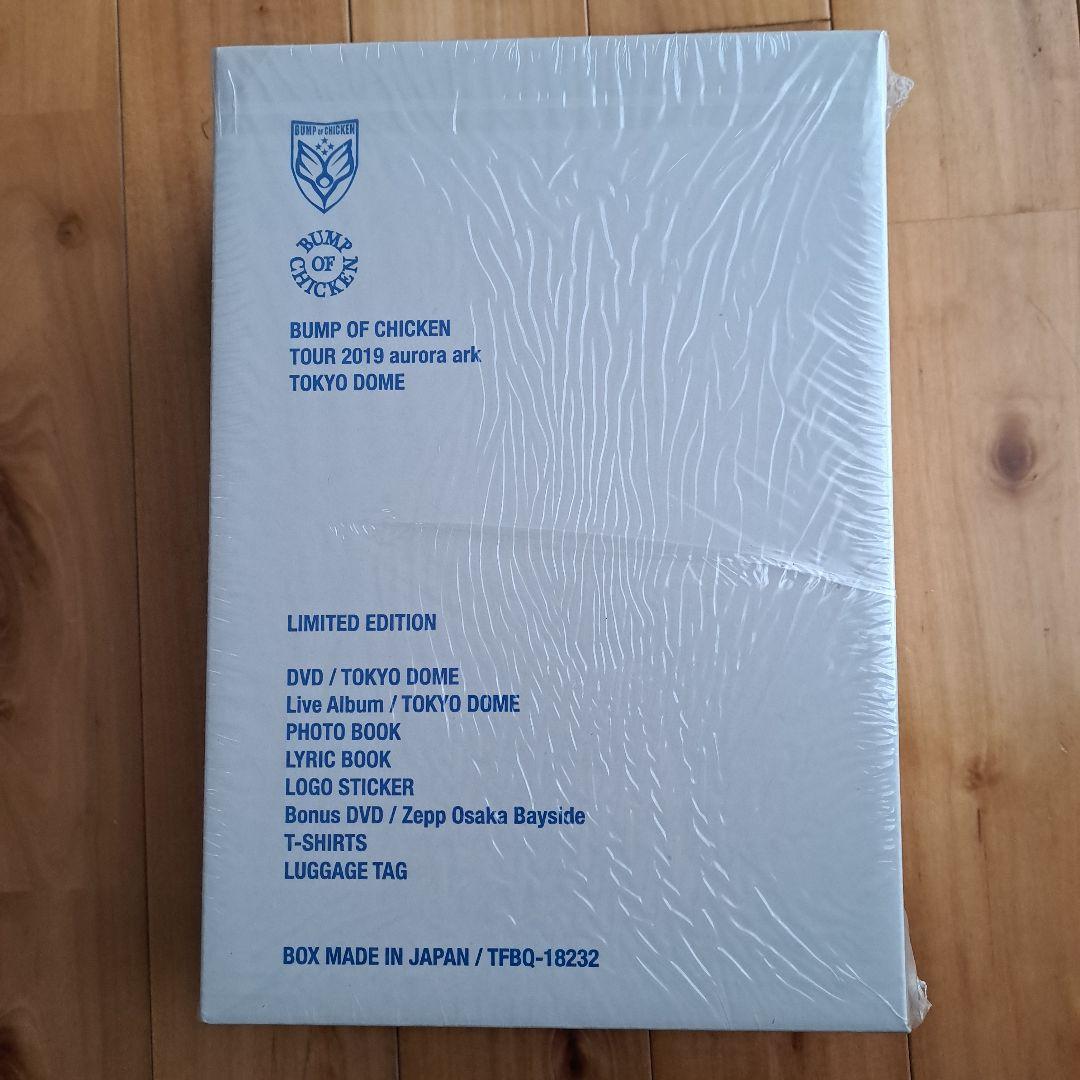 BUMP OF CHICKEN
BUMP
OF
CHICKEN
BUMP OF CHICKEN
TOUR 2019 aurora ark
TOKYO DOME
LIMITED EDITION
DVD / TOKYO DOME
Live Album / TOKYO DOME
PHOTO BOOK
LYRIC BOOK
LOGO STICKER
Bonus DVD / Zepp Osaka Bayside
T-SHIRTS
LUGGAGE TAG
BOX MADE IN JAPAN / TFBQ-18232